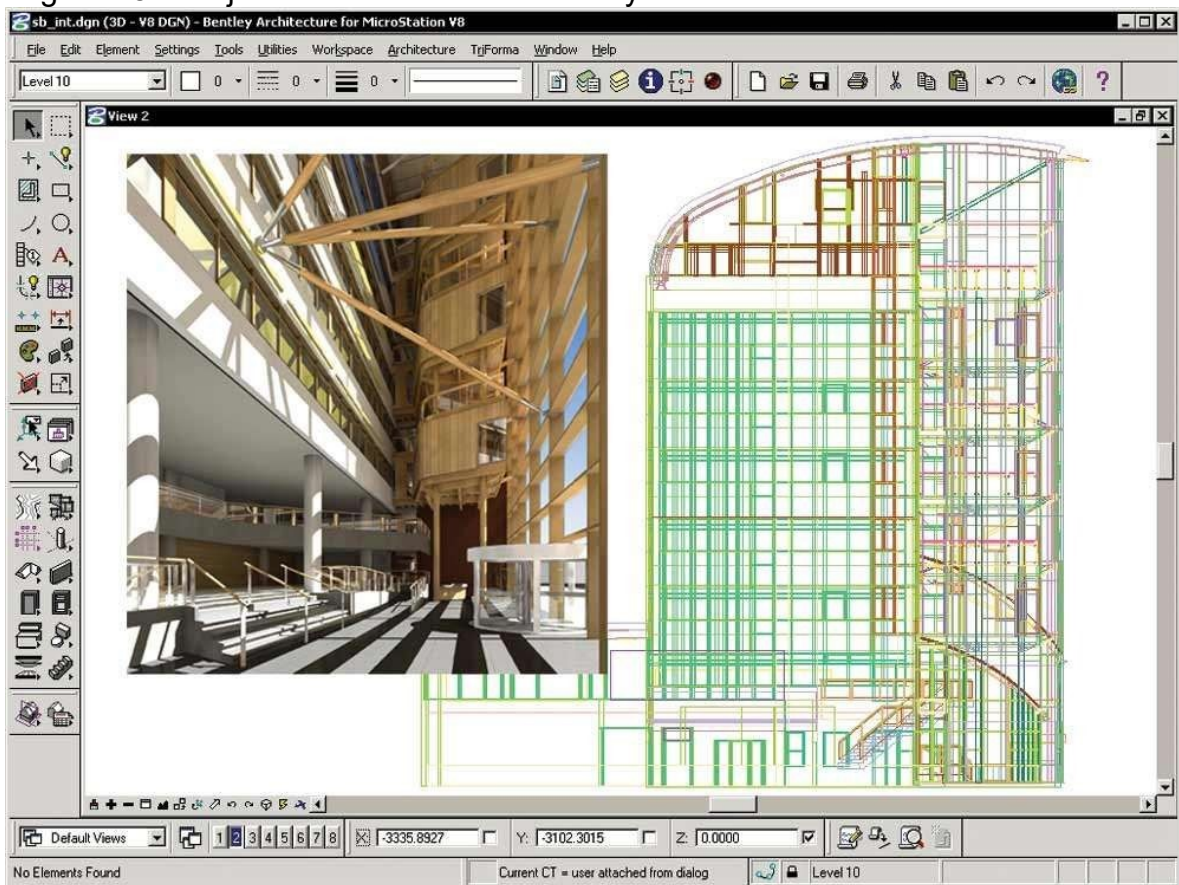 sb_int.dgn (3D - V8 DGN) - Bentley Architecture for MicroStation V8
File Edit Element Settings Tools Utilities Workspace Architecture TriForma Window Help
Level 10 0 0 0
View 2
Default Views 1 2 3 4 5 6 7 8 X: -3335.8927 Y: -3102.3015 Z: 0.0000
No Elements Found Current CT = user attached from dialog Level 10